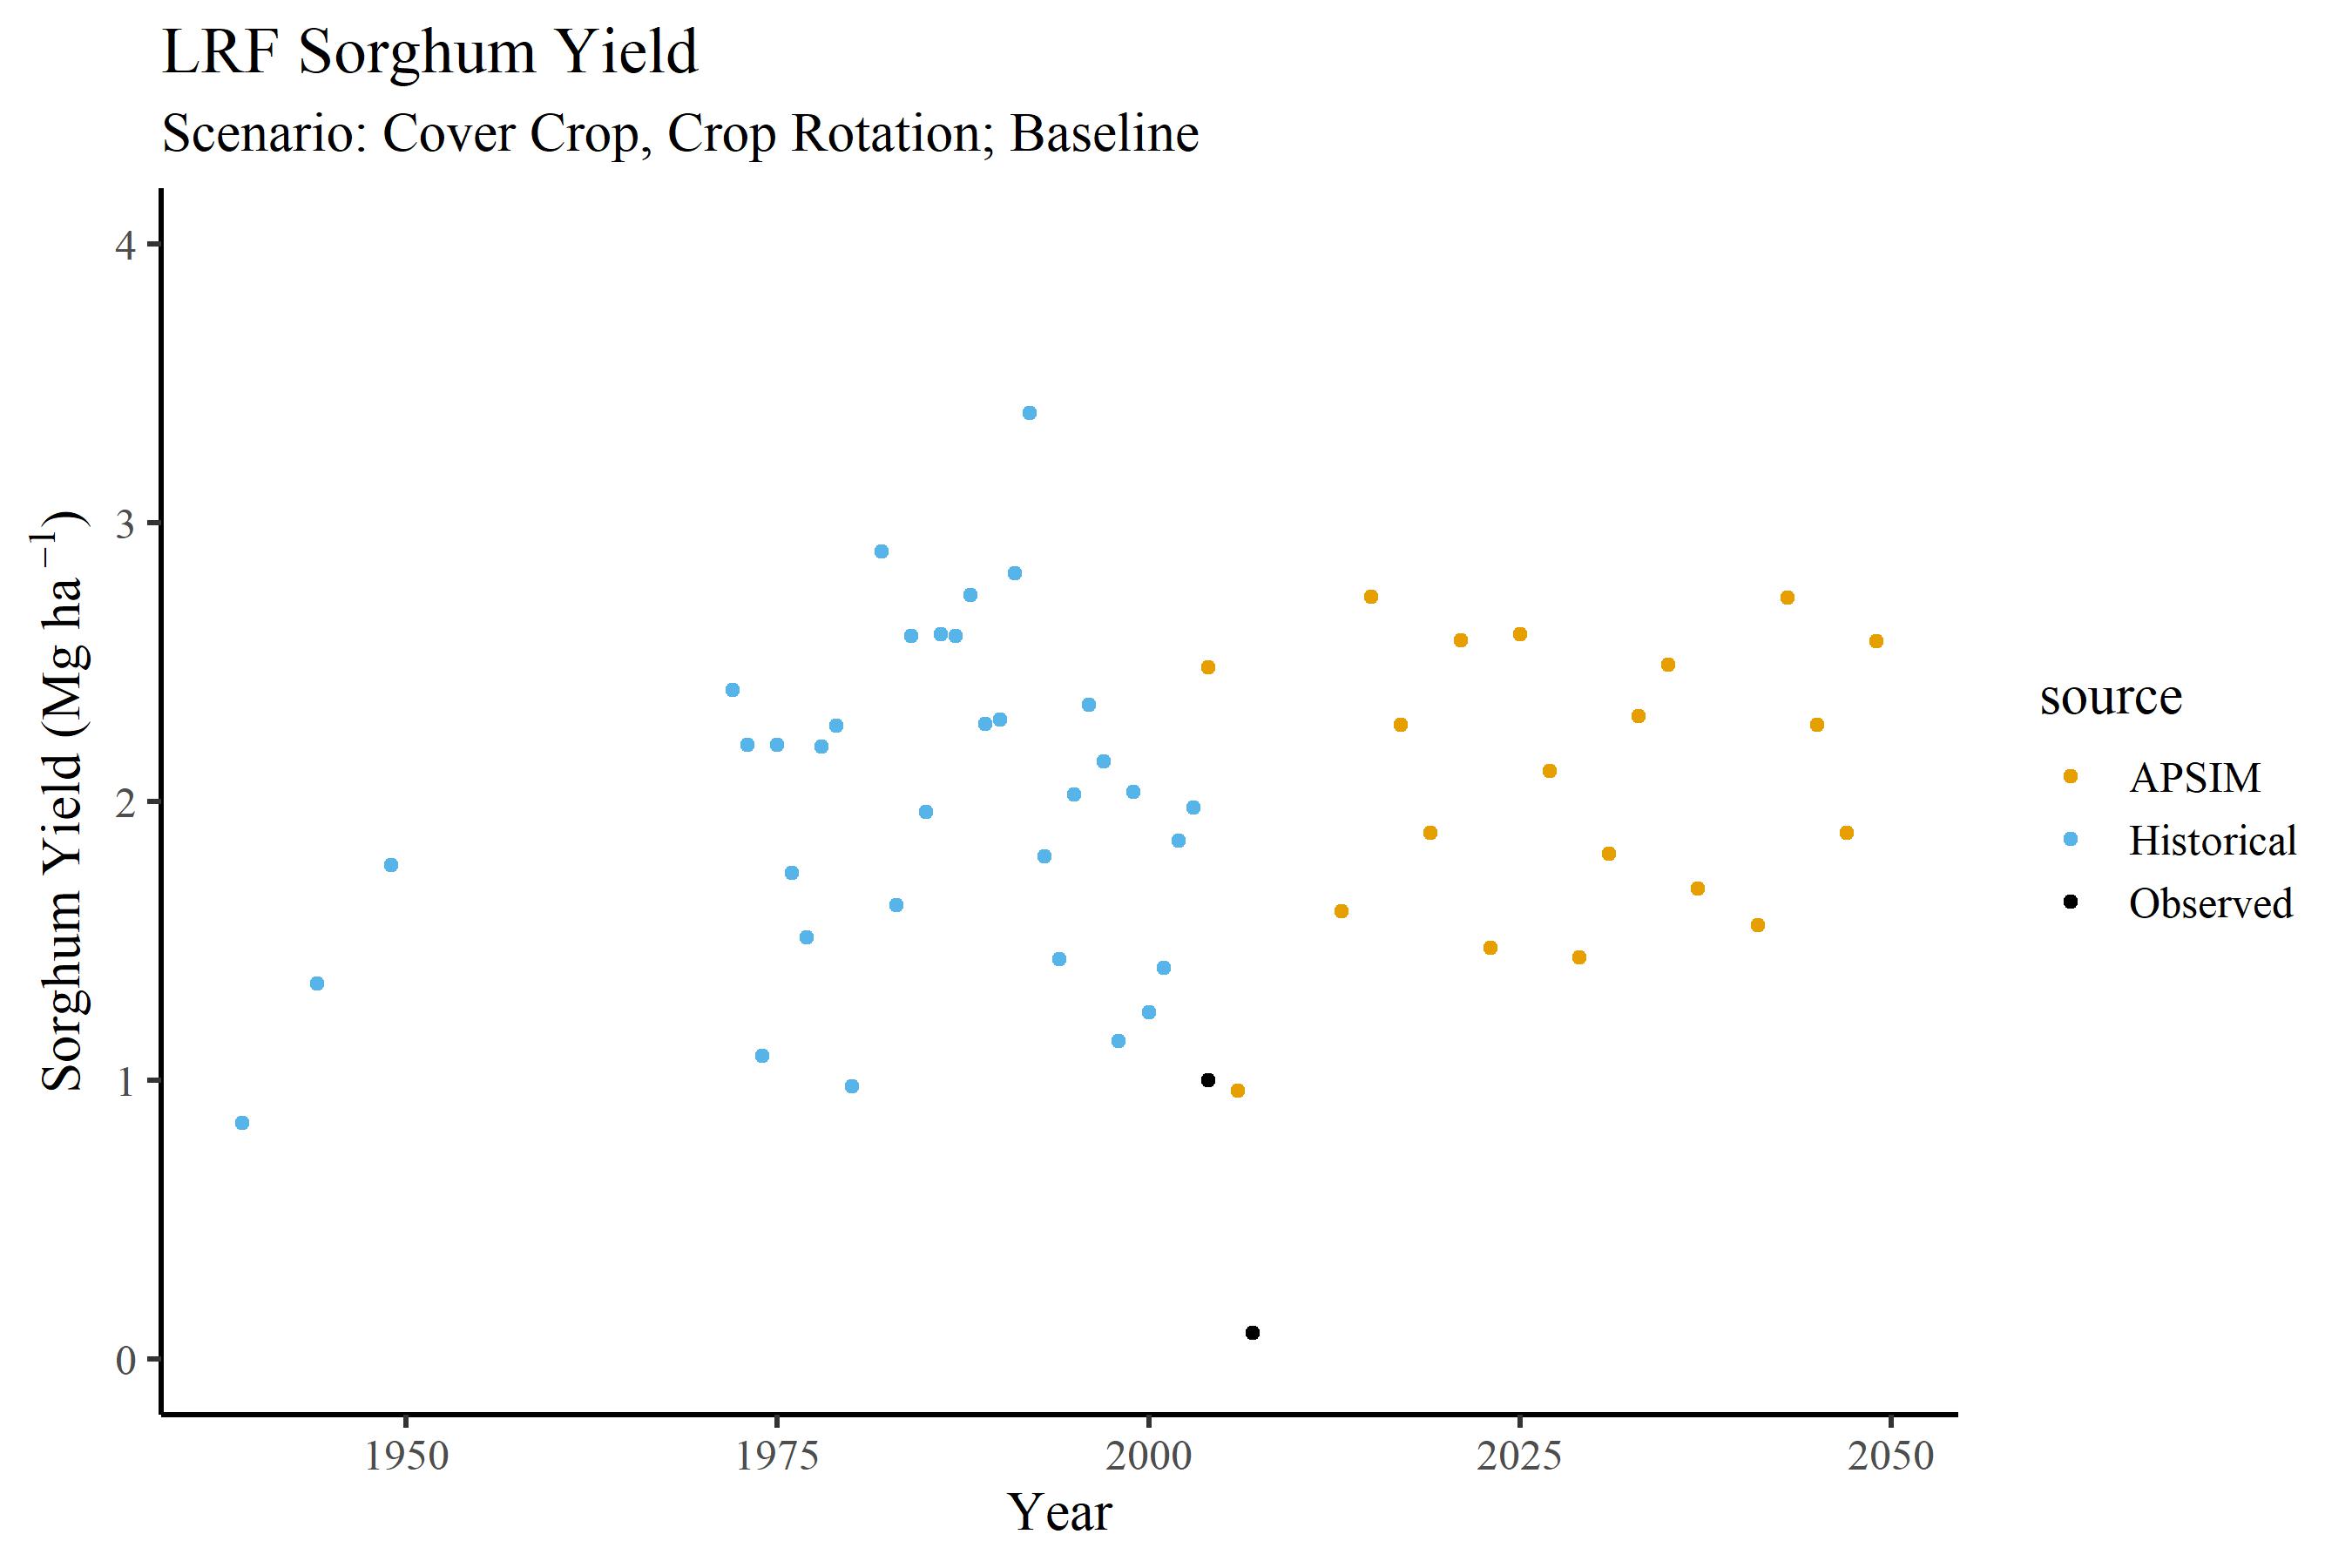 LRF Sorghum Yield
Scenario: Cover Crop, Crop Rotation; Baseline
Sorghum Yield (Mg ha −1)
4
3
2
1
0
1950 1975 2000 2025 2050
Year
source
APSIM
Historical
Observed